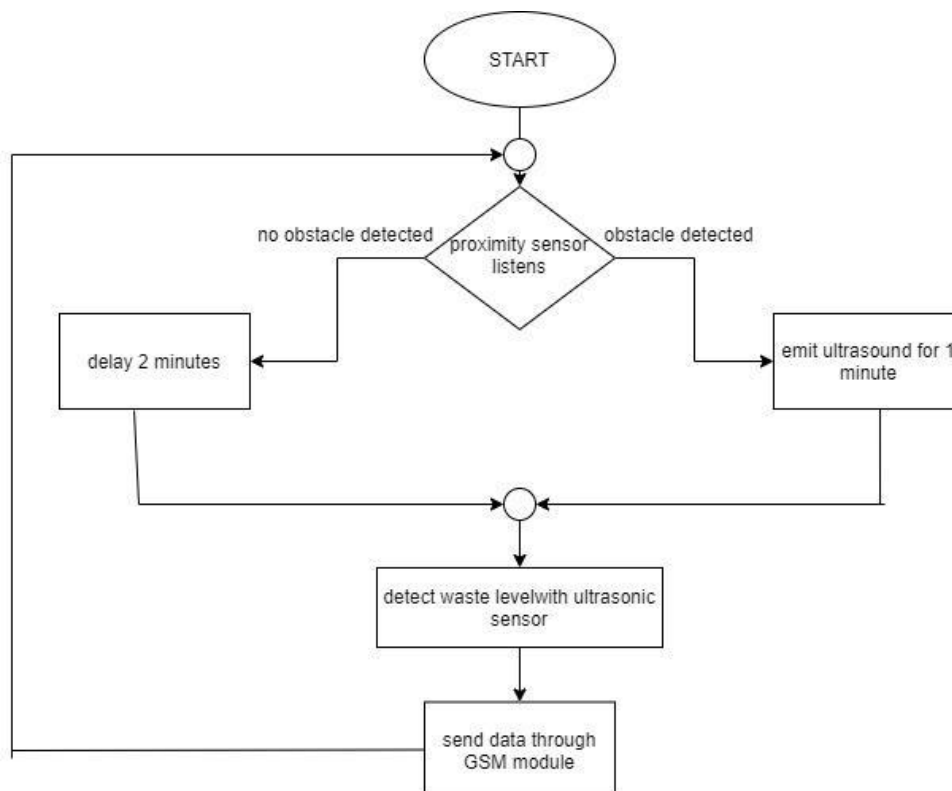 START
no obstacle detected
proximity sensor
listens
obstacle detected
delay 2 minutes
emit ultrasound for 1
minute
detect waste levelwith ultrasonic
sensor
send data through
GSM module